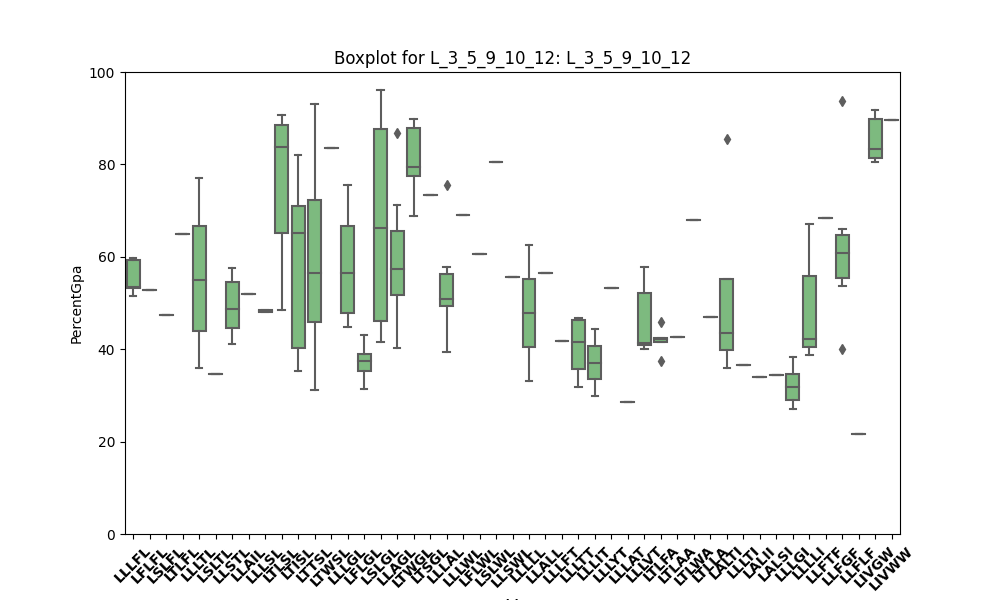 Boxplot for L_3_5_9_10_12: L_3_5_9_10_12
100
80
60
40
20
0
PercentGpa
LLLFL LFLFL LSLFL LTLFL LLLTL LSLTL LLSTL LLAIL LLLSL LTLSL LTISL LTTSL LTWSL LLLGL LFLGL LSLGL LLAGL LTWGL LTSGL LLLAL LLLWL LFLWL LSLWL LLSWL LLLLL LLALL LLLFT LLLTT LLLIT LLLYT LLLAT LLLVT LTLFA LTLAA LTLWA LTLLA LALTI LLLTI LALII LALSI LLLGI LLLLI LLFTF LLFGF LLFLF LIVGW LIVWW